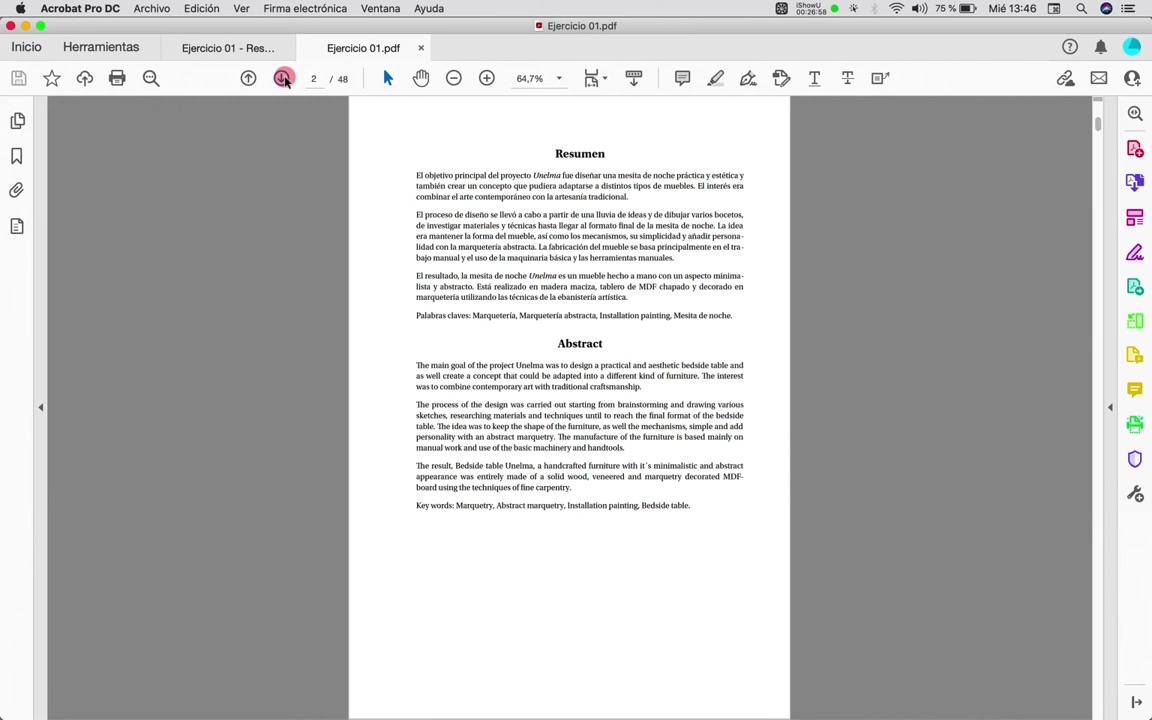 Acrobat Pro DC Archivo Edición Ver Firma electrónica Ventana Ayuda iShowU 00:26:58 75 % Mié 13:46
Ejercicio 01.pdf
Inicio Herramientas Ejercicio 01 - Res... Ejercicio 01.pdf ×
2 / 48 64,7%
Resumen
El objetivo principal del proyecto Unelma fue diseñar una mesita de noche práctica y estética y
también crear un concepto que pudiera adaptarse a distintos tipos de muebles. El interés era
combinar el arte contemporáneo con la artesanía tradicional.
El proceso de diseño se llevó a cabo a partir de una lluvia de ideas y de dibujar varios bocetos,
de investigar materiales y técnicas hasta llegar al formato final de la mesita de noche. La idea
era mantener la forma del mueble, así como los mecanismos, su simplicidad y añadir persona-
lidad con la marquetería abstracta. La fabricación del mueble se basa principalmente en el tra-
bajo manual y el uso de la maquinaria básica y las herramientas manuales.
El resultado, la mesita de noche Unelma es un mueble hecho a mano con un aspecto minima-
lista y abstracto. Está realizado en madera maciza, tablero de MDF chapado y decorado en
marquetería utilizando las técnicas de la ebanistería artística.
Palabras claves: Marquetería, Marquetería abstracta, Installation painting, Mesita de noche.
Abstract
The main goal of the project Unelma was to design a practical and aesthetic bedside table and
as well create a concept that could be adapted into a different kind of furniture. The interest
was to combine contemporary art with traditional craftsmanship.
The process of the design was carried out starting from brainstorming and drawing various
sketches, researching materials and techniques until to reach the final format of the bedside
table. The idea was to keep the shape of the furniture, as well the mechanisms, simple and add
personality with an abstract marquetry. The manufacture of the furniture is based mainly on
manual work and use of the basic machinery and handtools.
The result, Bedside table Unelma, a handcrafted furniture with it´s minimalistic and abstract
appearance was entirely made of a solid wood, veneered and marquetry decorated MDF-
board using the techniques of fine carpentry.
Key words: Marquetry, Abstract marquetry, Installation painting, Bedside table.